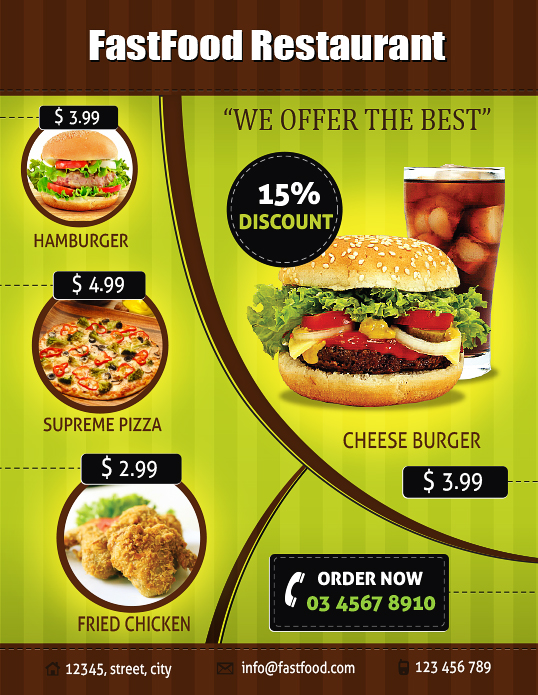 FastFood Restaurant
$ 3.99
HAMBURGER
$ 4.99
SUPREME PIZZA
$ 2.99
FRIED CHICKEN
“WE OFFER THE BEST”
15%
DISCOUNT
CHEESE BURGER
$ 3.99
ORDER NOW
03 4567 8910
12345, street, city
info@fastfood.com
123 456 789